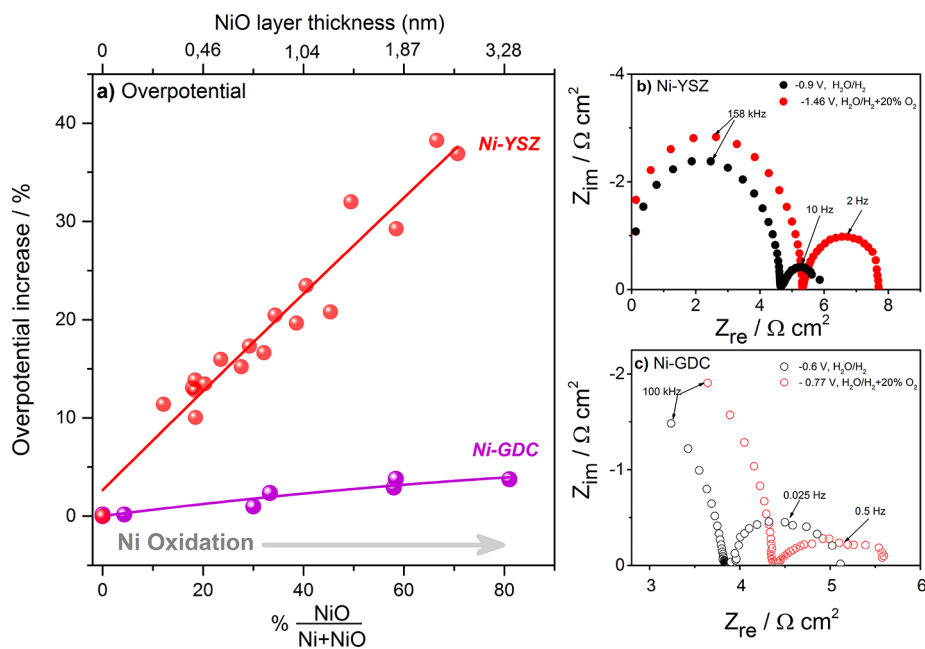 NiO layer thickness (nm)
0 0,46 1,04 1,87 3,28
a) Overpotential
40
30
20
10
0
Overpotential increase / %
Ni-YSZ
Ni-GDC
Ni Oxidation
0 20 40 60 80
% NiO
Ni+NiO
b) Ni-YSZ
-0.9 V, H2O/H2
-1.46 V, H2O/H2+20% O2
158 kHz
10 Hz
2 Hz
-4
-2
0
Zim / Ω cm2
0 2 4 6 8
Zre / Ω cm2
c) Ni-GDC
-0.6 V, H2O/H2
- 0.77 V, H2O/H2+20% O2
100 kHz
0.025 Hz
0.5 Hz
-2
-1
0
Zim / Ω cm2
3 4 5 6
Zre / Ω cm2